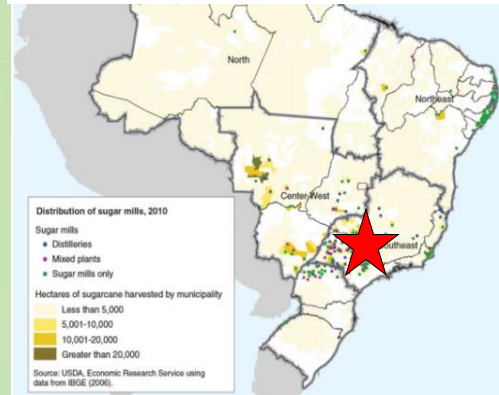 North
Northeast
Center-West
outheast
Distribution of sugar mills, 2010
Sugar mills
Distilleries
Mixed plants
Sugar mills only
Hectares of sugarcane harvested by municipality
Less than 5,000
5,001-10,000
10,001-20,000
Greater than 20,000
Source: USDA, Economic Research Service using
data from IBGE (2006).